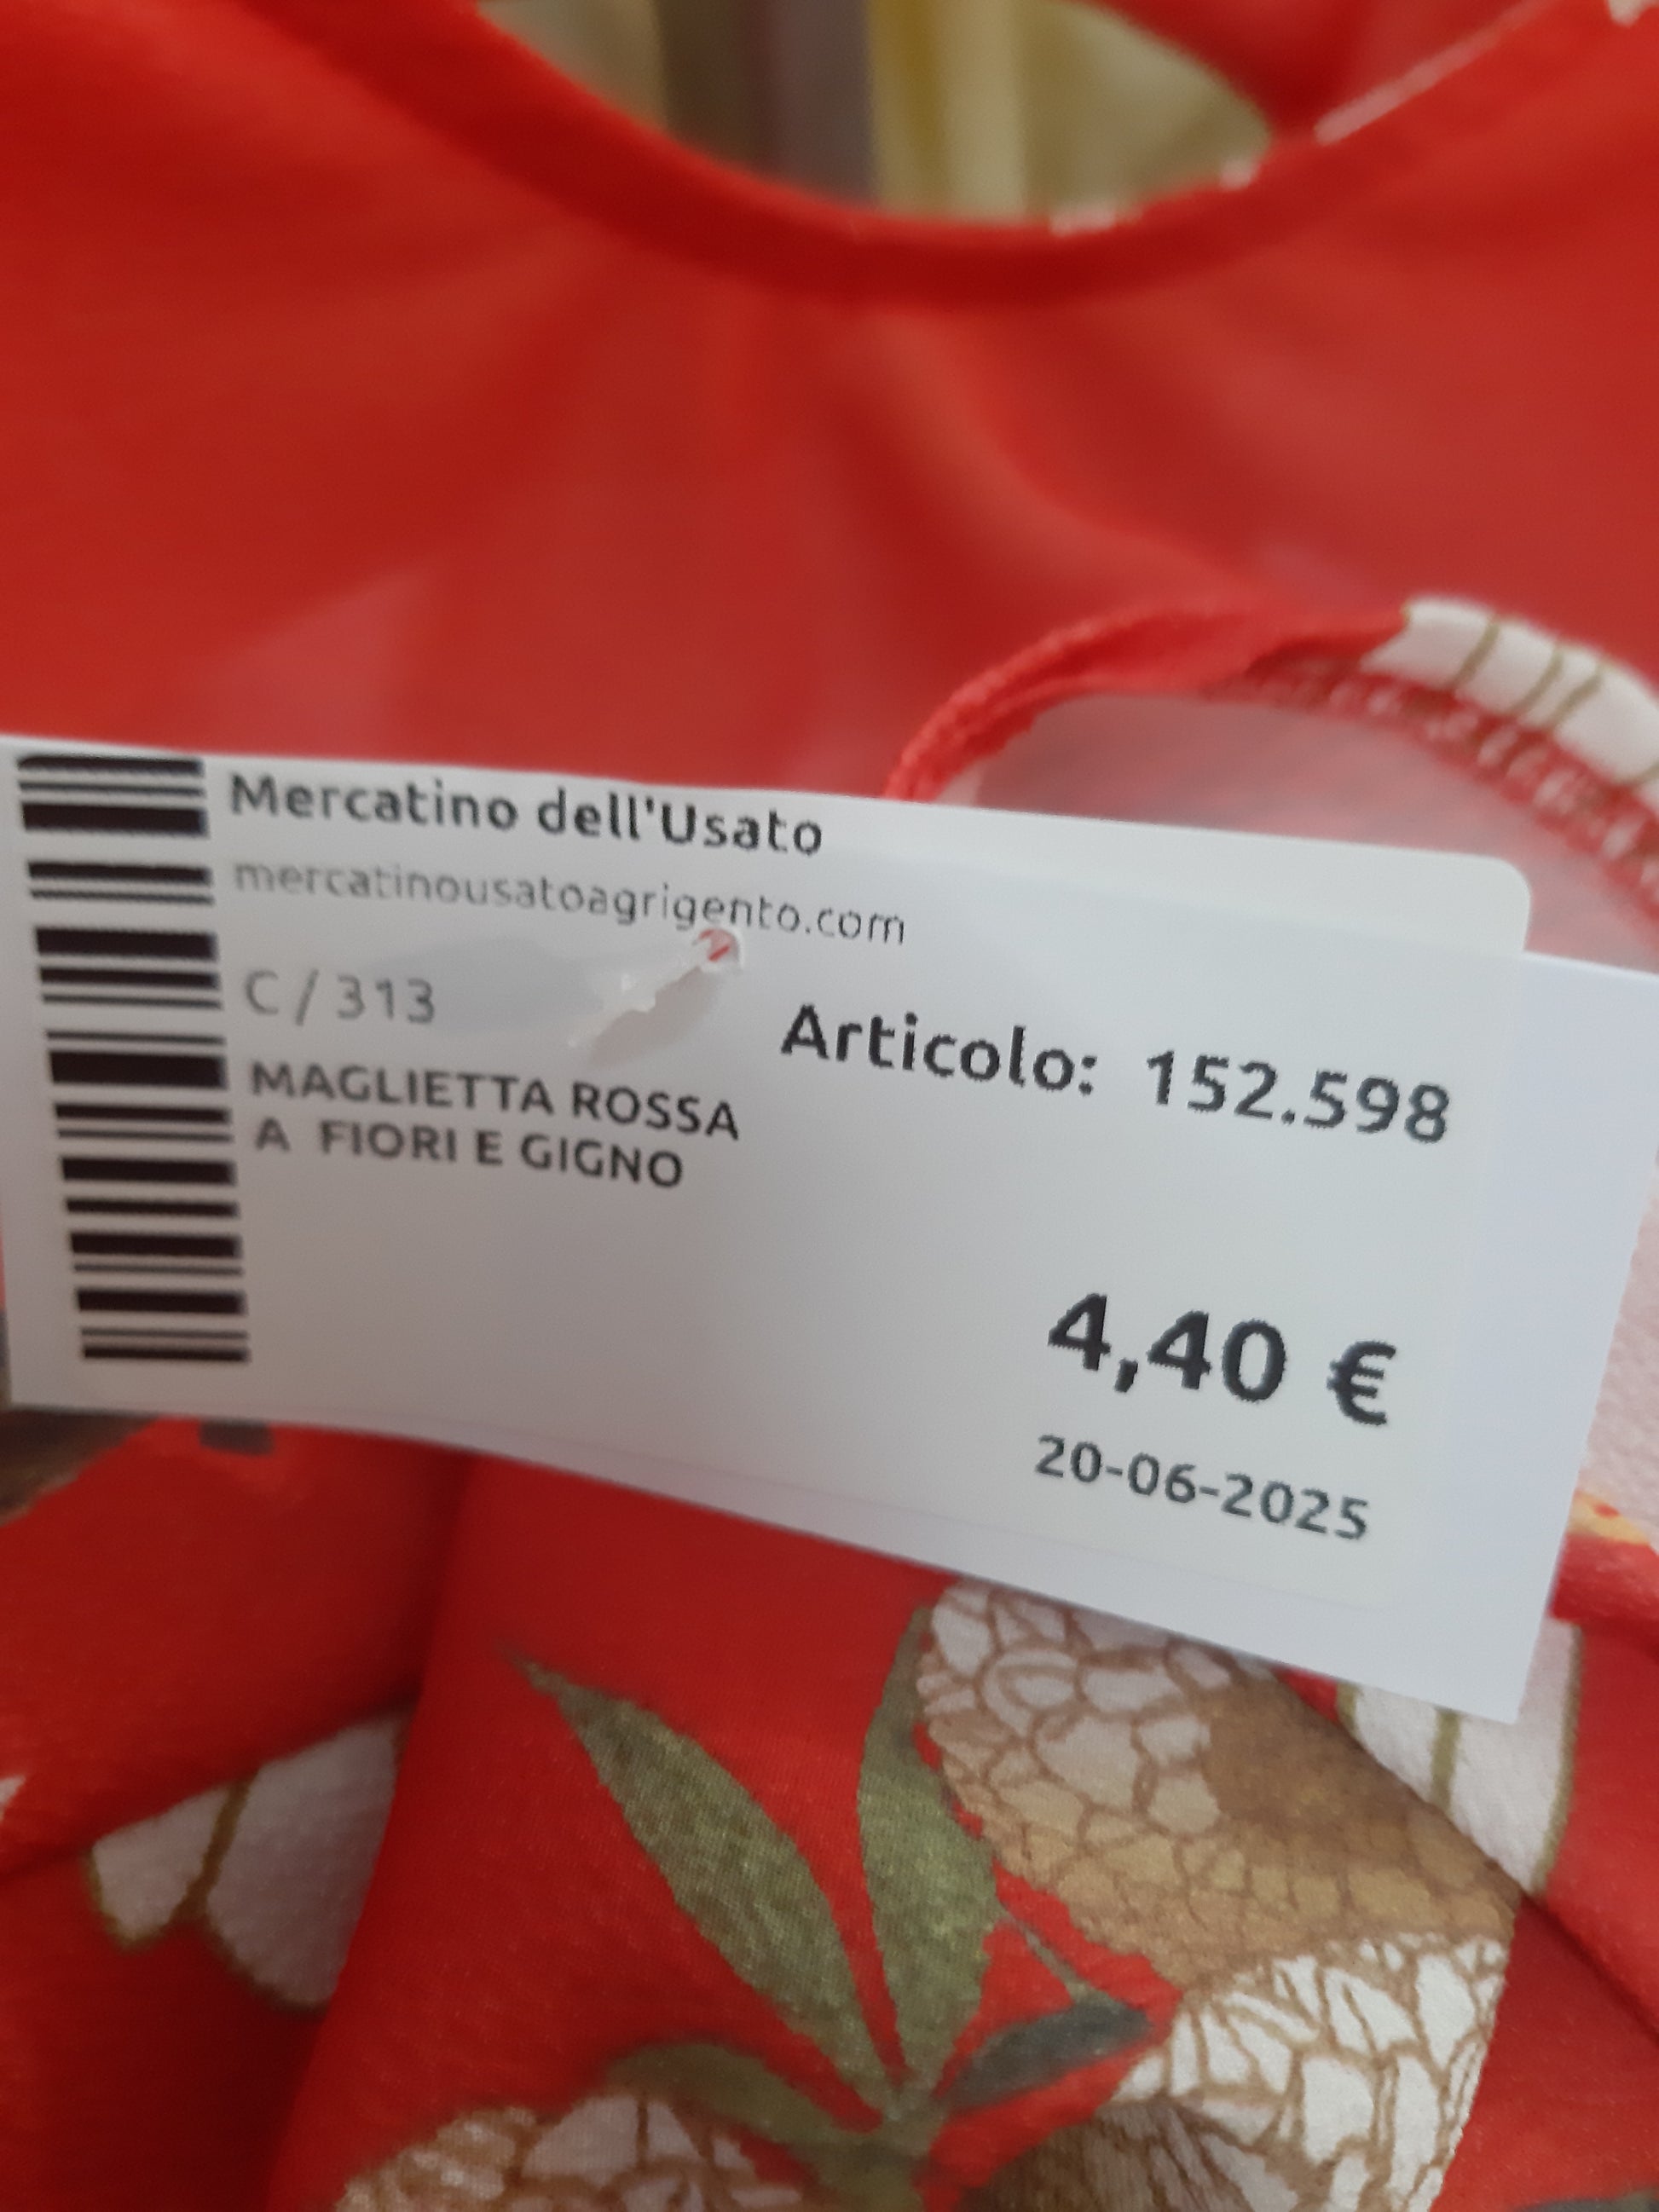 Mercatino dell'Usato
mercatinousatoagrigento.com
C / 313
Articolo: 152.598
MAGLIETTA ROSSA
A FIORI E GIGNO
4,40 €
20-06-2025